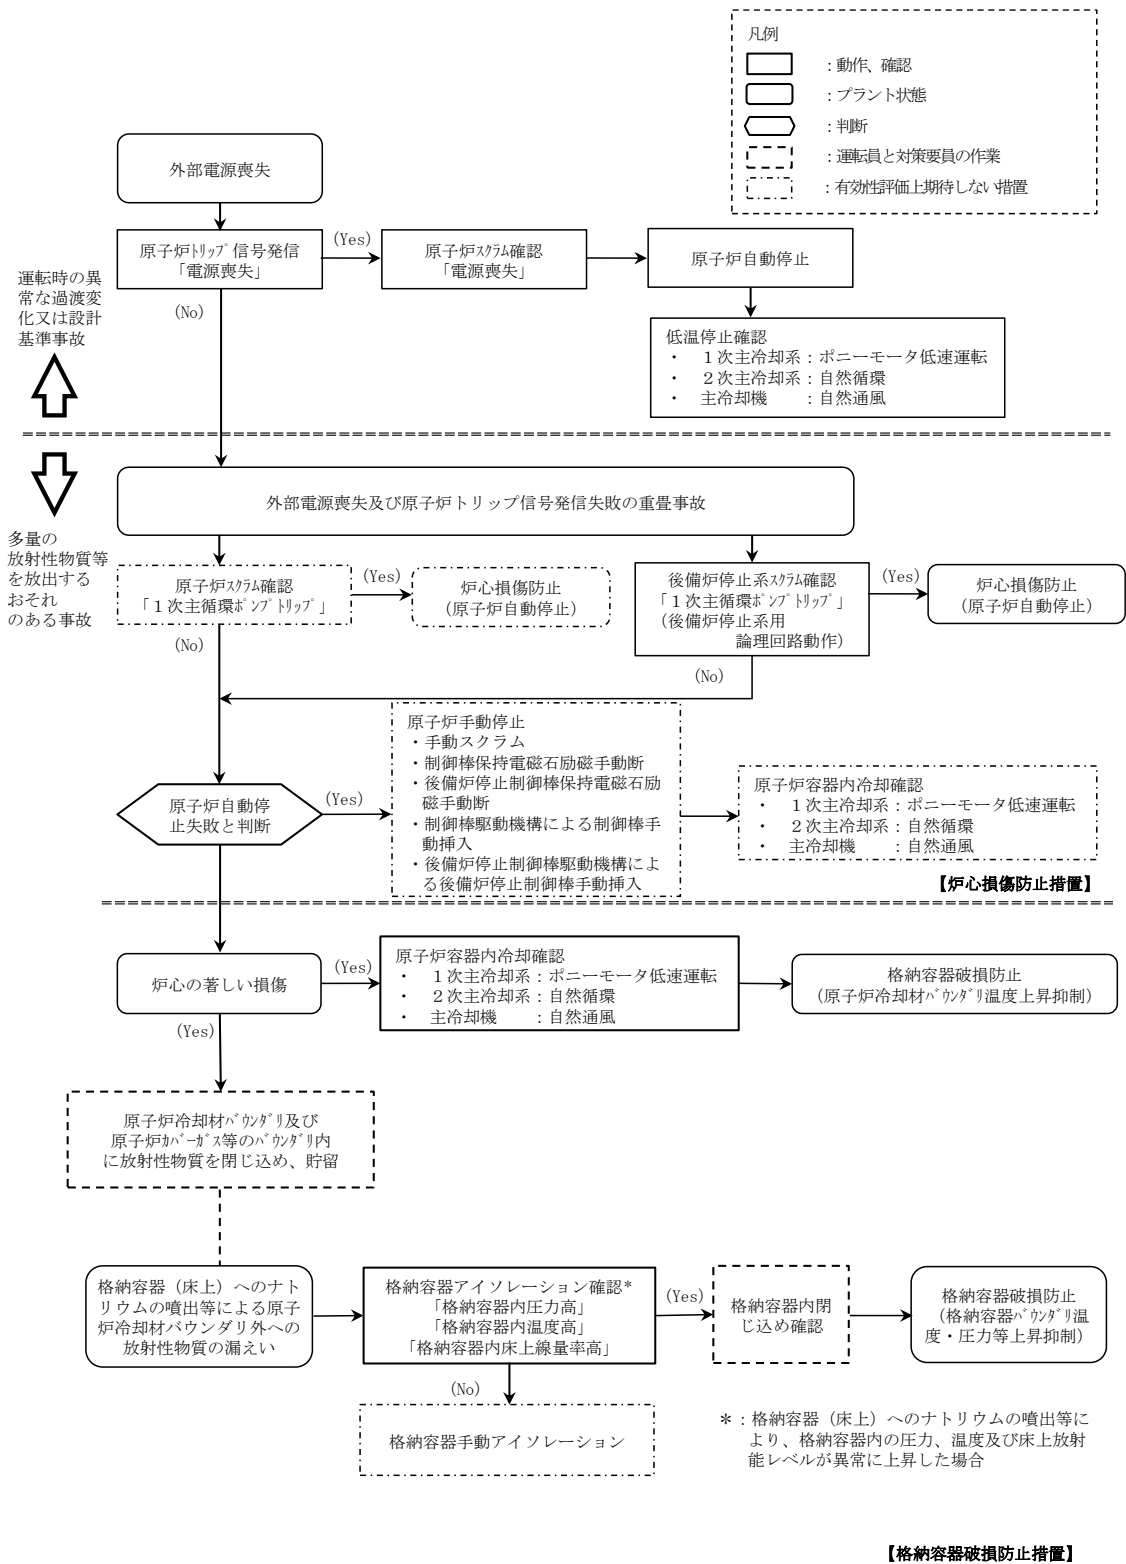 凡例
：動作、確認
：プラント状態
：判断
：運転員と対策要員の作業
：有効性評価上期待しない措置
外部電源喪失
原子炉ﾄﾘｯﾌﾟ信号発信
「電源喪失」
(Yes)
原子炉ｽｸﾗﾑ確認
「電源喪失」
原子炉自動停止
(No)
低温停止確認
・　１次主冷却系：ポニーモータ低速運転
・　２次主冷却系：自然循環
・　主冷却機　　：自然通風
運転時の異
常な過渡変
化又は設計
基準事故
多量の
放射性物質等
を放出する
おそれ
のある事故
外部電源喪失及び原子炉トリップ信号発信失敗の重畳事故
原子炉ｽｸﾗﾑ確認
「１次主循環ﾎﾟﾝﾌﾟﾄﾘｯﾌﾟ」
(Yes)
炉心損傷防止
（原子炉自動停止）
(No)
後備炉停止系ｽｸﾗﾑ確認
「１次主循環ﾎﾟﾝﾌﾟﾄﾘｯﾌﾟ」
（後備炉停止系用
論理回路動作）
(Yes)
炉心損傷防止
（原子炉自動停止）
(No)
原子炉自動停
止失敗と判断
(Yes)
原子炉手動停止
・手動スクラム
・制御棒保持電磁石励磁手動断
・後備炉停止制御棒保持電磁石励
磁手動断
・制御棒駆動機構による制御棒手
動挿入
・後備炉停止制御棒駆動機構によ
る後備炉停止制御棒手動挿入
原子炉容器内冷却確認
・　１次主冷却系：ポニーモータ低速運転
・　２次主冷却系：自然循環
・　主冷却機　　：自然通風
【炉心損傷防止措置】
炉心の著しい損傷
(Yes)
原子炉容器内冷却確認
・　１次主冷却系：ポニーモータ低速運転
・　２次主冷却系：自然循環
・　主冷却機　　：自然通風
格納容器破損防止
（原子炉冷却材ﾊﾞｳﾝﾀﾞﾘ温度上昇抑制）
(Yes)
原子炉冷却材ﾊﾞｳﾝﾀﾞﾘ及び
原子炉ｶﾊﾞｰｶﾞｽ等のﾊﾞｳﾝﾀﾞﾘ内
に放射性物質を閉じ込め、貯留
格納容器（床上）へのナト
リウムの噴出等による原子
炉冷却材バウンダリ外への
放射性物質の漏えい
格納容器アイソレーション確認*
「格納容器内圧力高」
「格納容器内温度高」
「格納容器内床上線量率高」
(Yes)
格納容器内閉
じ込め確認
格納容器破損防止
（格納容器ﾊﾞｳﾝﾀﾞﾘ温
度・圧力等上昇抑制）
(No)
格納容器手動アイソレーション
*：格納容器（床上）へのナトリウムの噴出等に
より、格納容器内の圧力、温度及び床上放射
能レベルが異常に上昇した場合
【格納容器破損防止措置】